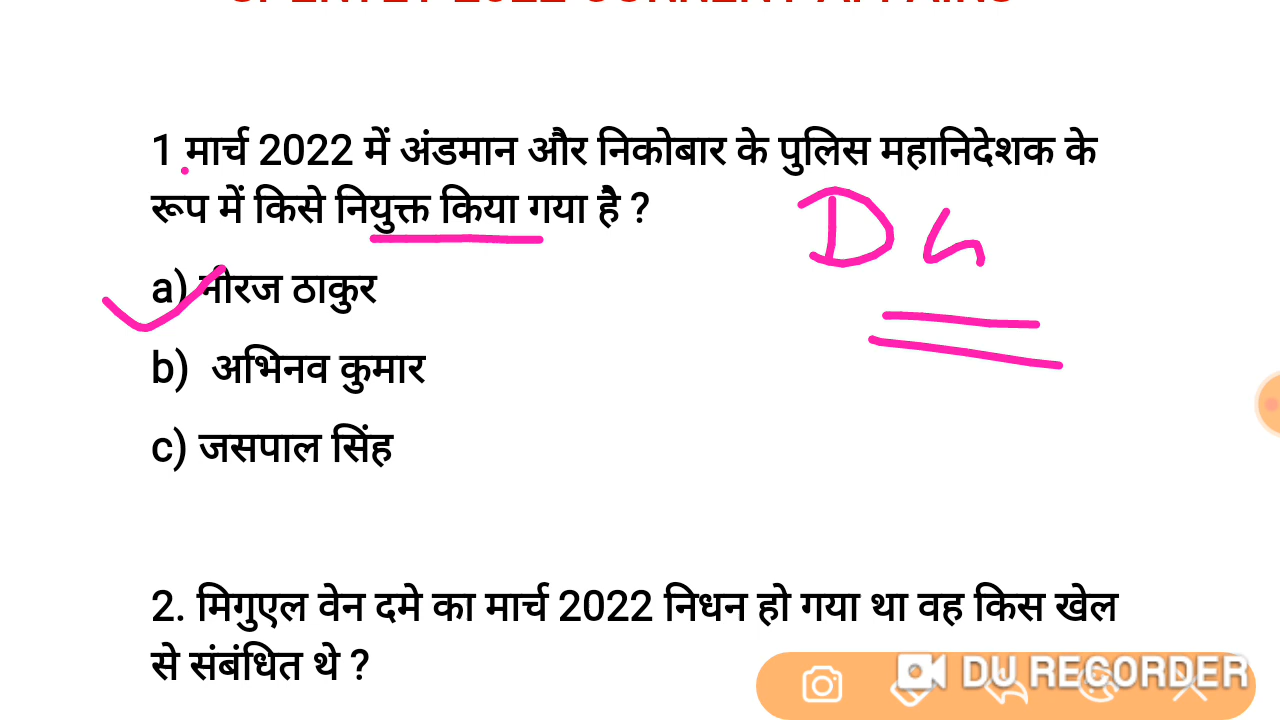 1 मार्च 2022 में अंडमान और निकोबार के पुलिस महानिदेशक के
रूप में किसे नियुक्त किया गया है ?
D
a) नीरज ठाकुर
b) अभिनव कुमार
c) जसपाल सिंह
2. मिगुएल वेन दमे का मार्च 2022 निधन हो गया था वह किस खेल
से संबंधित थे ?
DU RECORDER